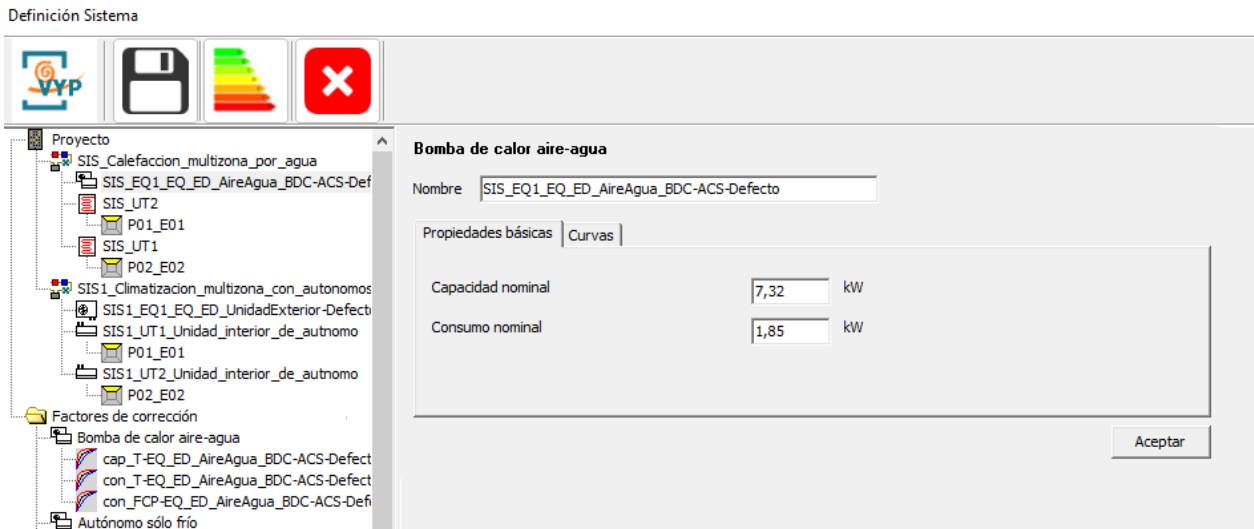 Definición Sistema
VYP
Proyecto
SIS_Calefaccion_multizona_por_agua
SIS_EQ1_EQ_ED_AireAgua_BDC-ACS-Def
SIS_UT2
P01_E01
SIS_UT1
P02_E02
SIS1_Climatizacion_multizona_con_autonomos
SIS1_EQ1_EQ_ED_UnidadExterior-Defect
SIS1_UT1_Unidad_interior_de_autnomo
P01_E01
SIS1_UT2_Unidad_interior_de_autnomo
P02_E02
Factores de corrección
Bomba de calor aire-agua
cap_T-EQ_ED_AireAgua_BDC-ACS-Defect
con_T-EQ_ED_AireAgua_BDC-ACS-Defect
con_FCP-EQ_ED_AireAgua_BDC-ACS-Def
Autónomo sólo frío
Bomba de calor aire-agua
Nombre SIS_EQ1_EQ_ED_AireAgua_BDC-ACS-Defecto
Propiedades básicas Curvas
Capacidad nominal 7,32 kW
Consumo nominal 1,85 kW
Aceptar